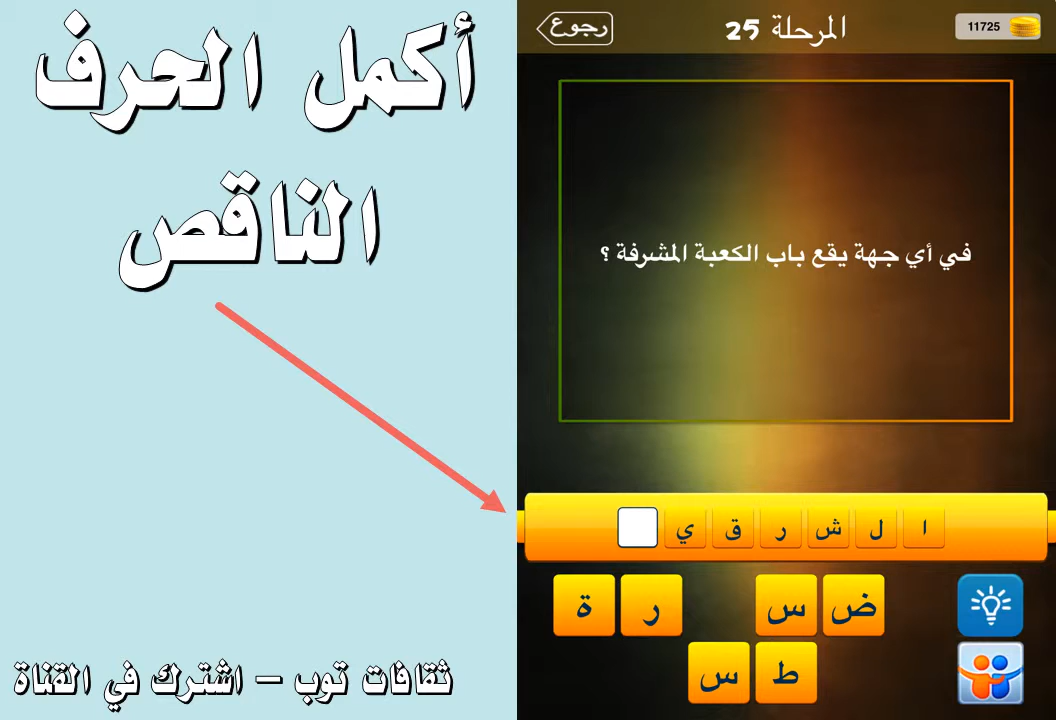 أكمل الحرف
الناقص
ثقافات توب – اشترك في القناة
رجوع
المرحلة 25
11725
في أي جهة يقع باب الكعبة المشرفة ؟
ا ل ش ر ق ي
ض س ر ة
ط س